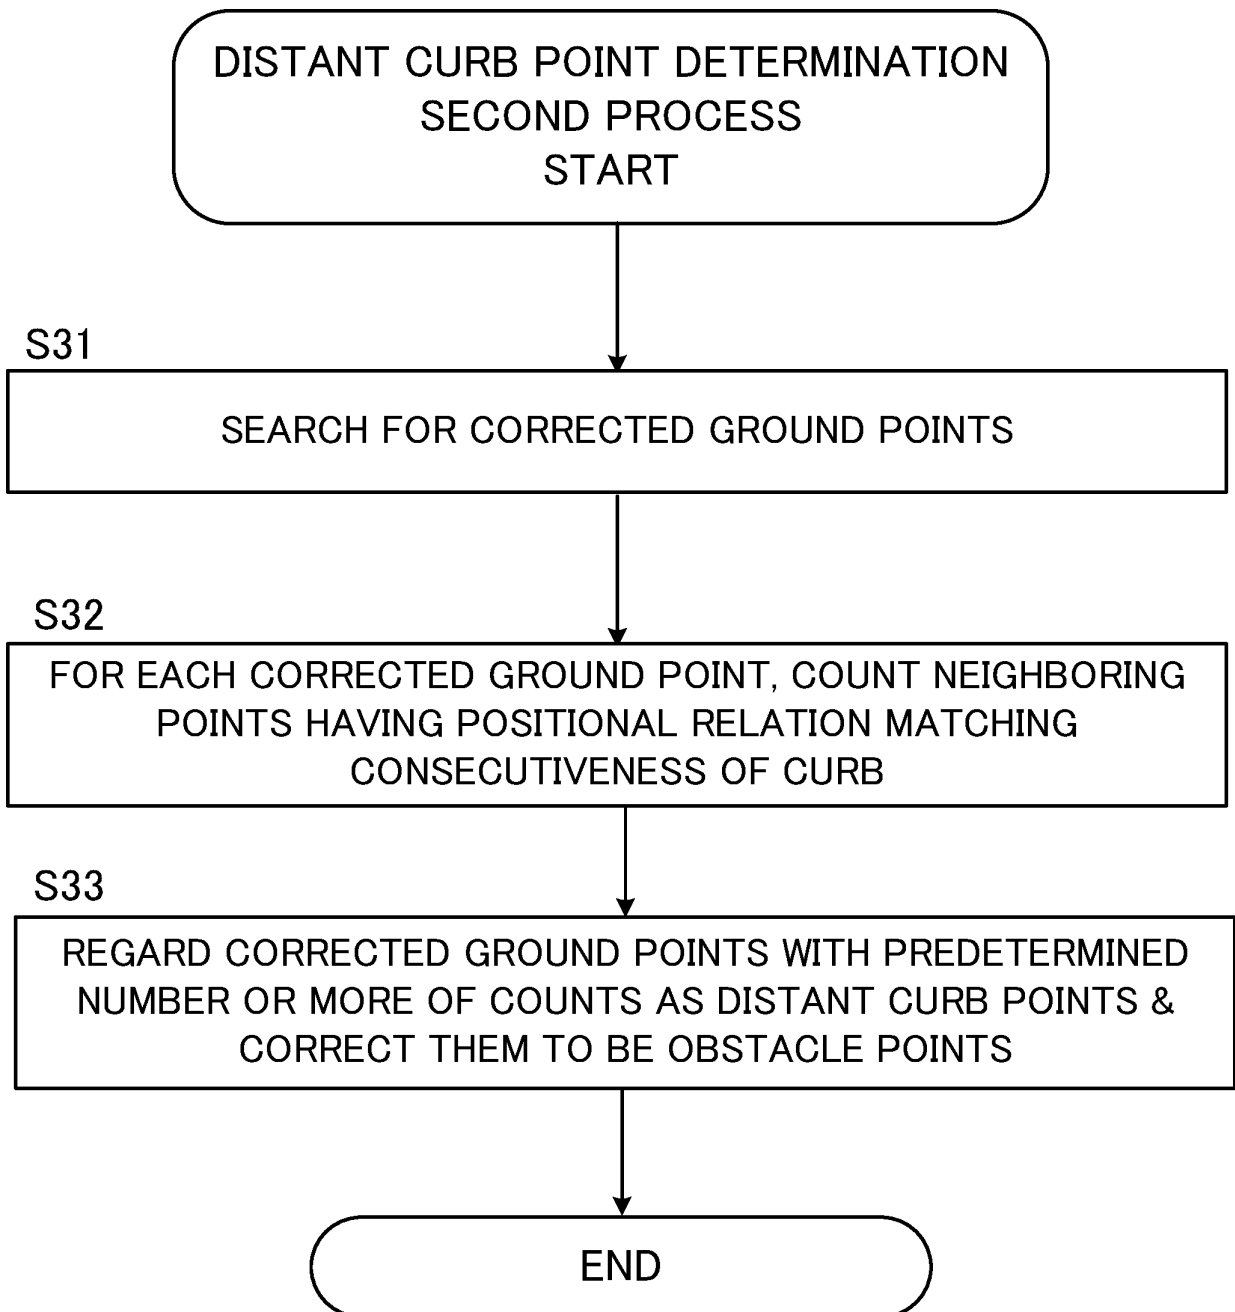 DISTANT CURB POINT DETERMINATION
SECOND PROCESS
START
S31
SEARCH FOR CORRECTED GROUND POINTS
S32
FOR EACH CORRECTED GROUND POINT, COUNT NEIGHBORING
POINTS HAVING POSITIONAL RELATION MATCHING
CONSECUTIVENESS OF CURB
S33
REGARD CORRECTED GROUND POINTS WITH PREDETERMINED
NUMBER OR MORE OF COUNTS AS DISTANT CURB POINTS &
CORRECT THEM TO BE OBSTACLE POINTS
END